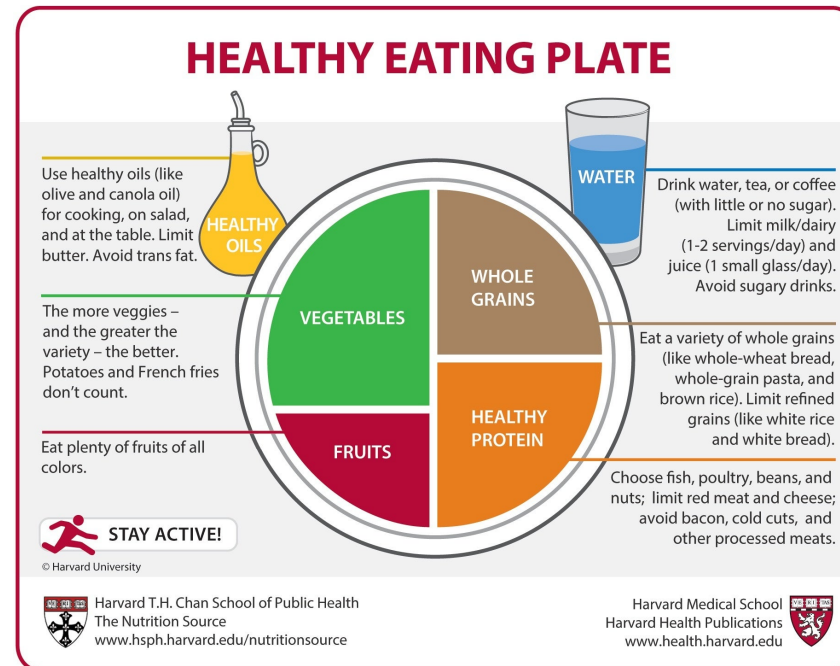 HEALTHY EATING PLATE
Use healthy oils (like
olive and canola oil)
for cooking, on salad,
and at the table. Limit
butter. Avoid trans fat.
HEALTHY
OILS
The more veggies –
and the greater the
variety – the better.
Potatoes and French fries
don't count.
Eat plenty of fruits of all
colors.
VEGETABLES
FRUITS
WHOLE
GRAINS
HEALTHY
PROTEIN
WATER
Drink water, tea, or coffee
(with little or no sugar).
Limit milk/dairy
(1-2 servings/day) and
juice (1 small glass/day).
Avoid sugary drinks.
Eat a variety of whole grains
(like whole-wheat bread,
whole-grain pasta, and
brown rice). Limit refined
grains (like white rice
and white bread).
Choose fish, poultry, beans, and
nuts; limit red meat and cheese;
avoid bacon, cold cuts, and
other processed meats.
STAY ACTIVE!
© Harvard University
Harvard T.H. Chan School of Public Health
The Nutrition Source
www.hsph.harvard.edu/nutritionsource
Harvard Medical School
Harvard Health Publications
www.health.harvard.edu